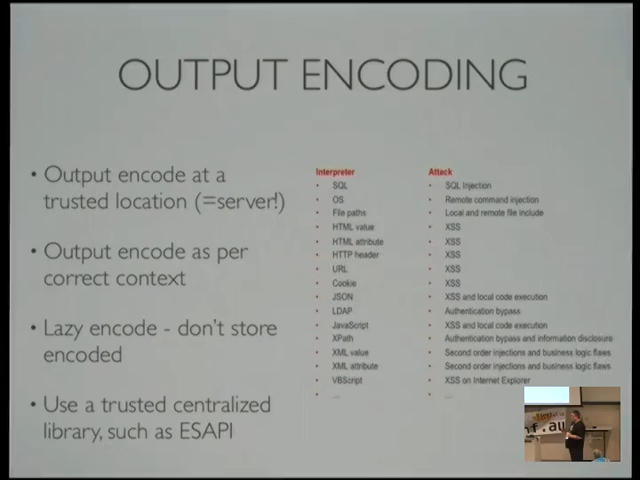 OUTPUT ENCODING
• Output encode at a
trusted location (=server!)
• Output encode as per
correct context
• Lazy encode - don't store
encoded
• Use a trusted centralized
library, such as ESAPI
Interpreter Attack
• SQL • SQL Injection
• OS • Remote command injection
• File paths • Local and remote file include
• HTML value • XSS
• HTML attribute • XSS
• HTTP header • XSS
• URL • XSS
• Cookie • XSS
• JSON • XSS and local code execution
• LDAP • Authentication bypass
• JavaScript • XSS and local code execution
• XPath • Authentication bypass and information disclosure
• XML value • Second order injections and business logic flaws
• XML attribute • Second order injections and business logic flaws
• VBScript • XSS on Internet Explorer
• ... • ...